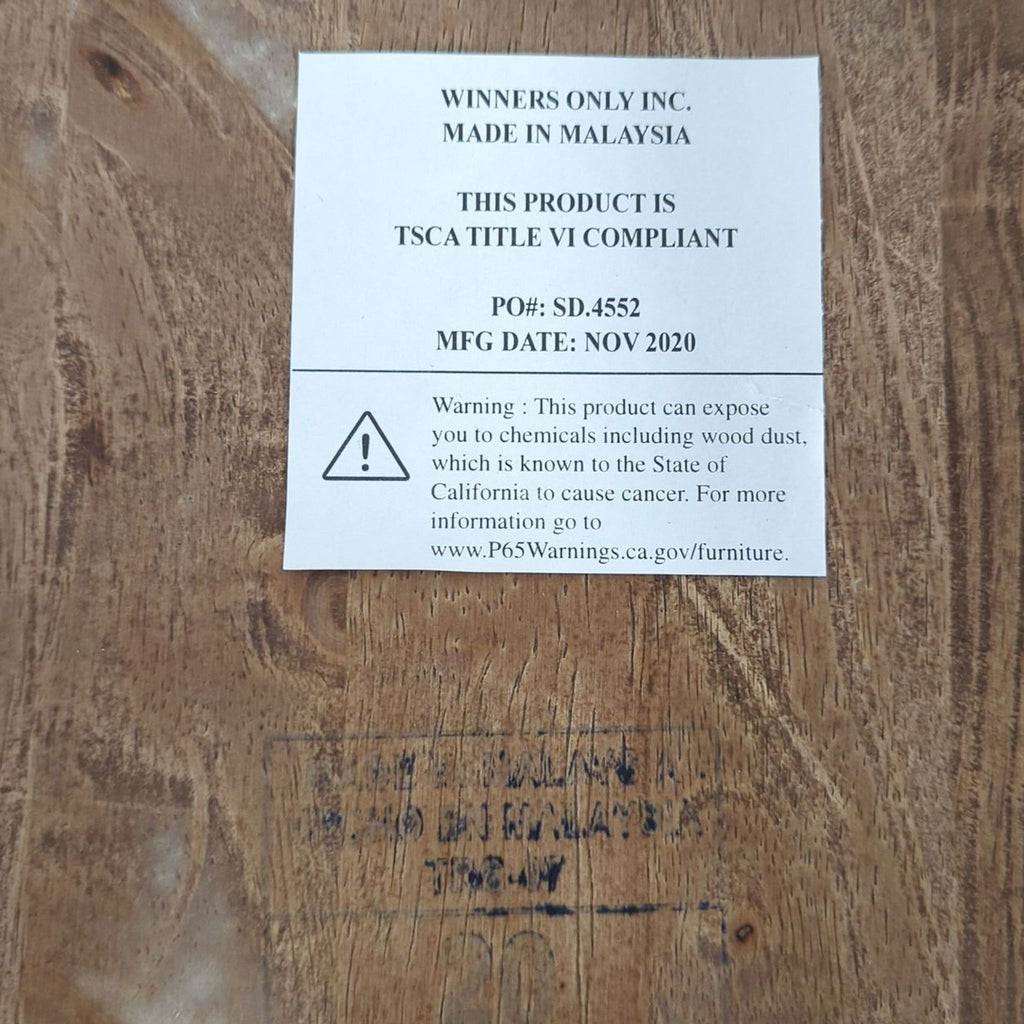 WINNERS ONLY INC.
MADE IN MALAYSIA
THIS PRODUCT IS
TSCA TITLE VI COMPLIANT
PO#: SD.4552
MFG DATE: NOV 2020
Warning : This product can expose
you to chemicals including wood dust,
which is known to the State of
California to cause cancer. For more
information go to
www.P65Warnings.ca.gov/furniture.